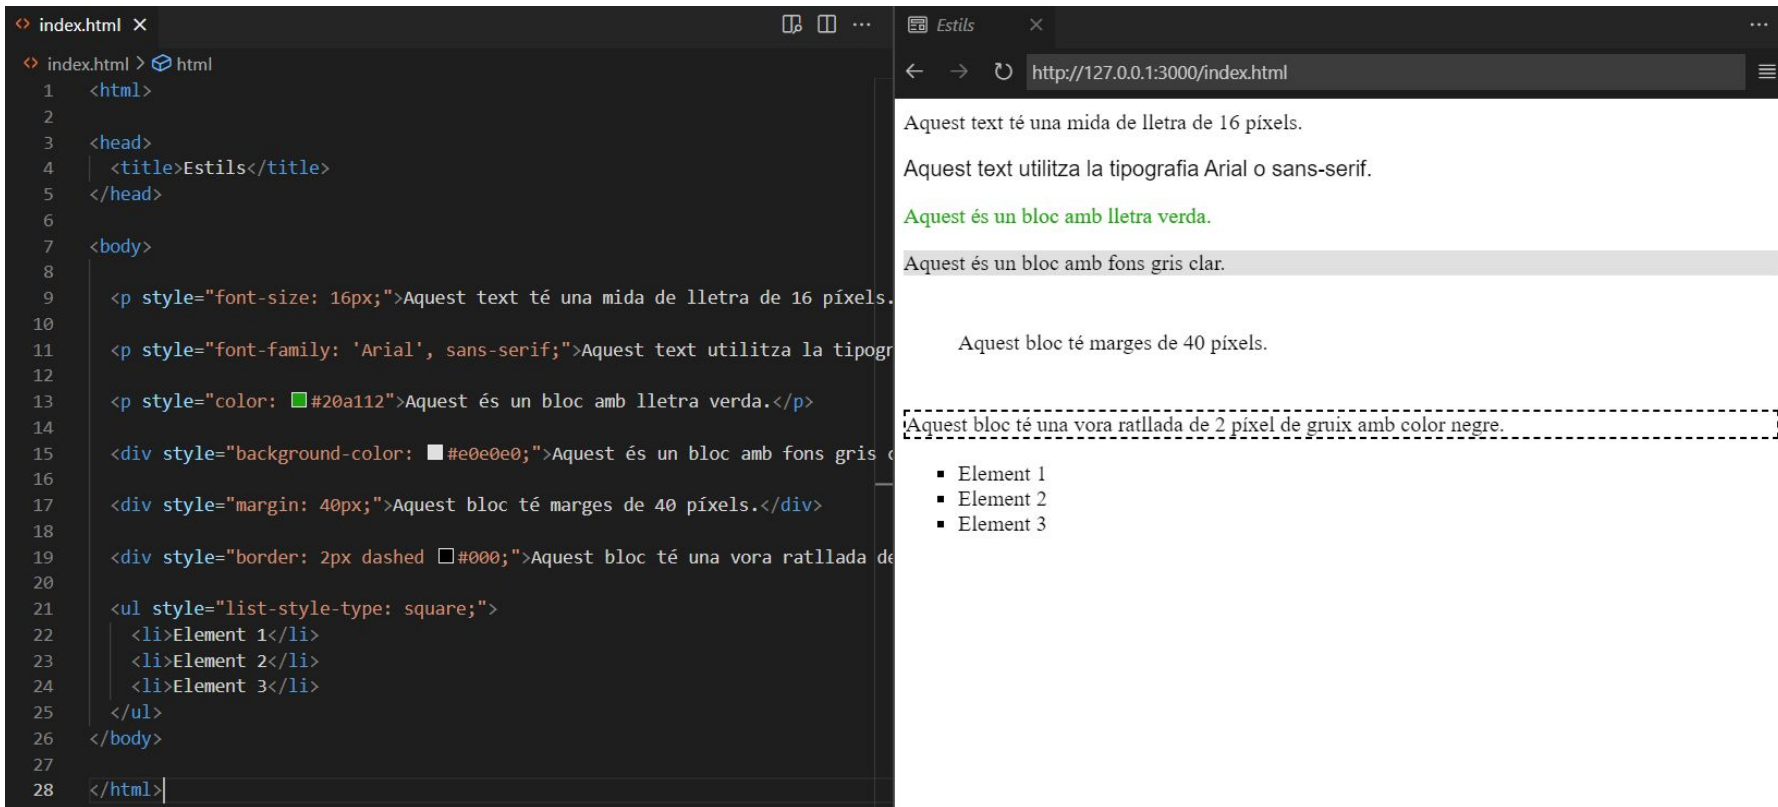 index.html
index.html > html
1 <html>
2
3 <head>
4 <title>Estils</title>
5 </head>
6
7 <body>
8
9 <p style="font-size: 16px;">Aquest text té una mida de lletra de 16 píxels.
10
11 <p style="font-family: 'Arial', sans-serif;">Aquest text utilitza la tipogr
12
13 <p style="color: #20a112">Aquest és un bloc amb lletra verda.</p>
14
15 <div style="background-color: #e0e0e0;">Aquest és un bloc amb fons gris c
16
17 <div style="margin: 40px;">Aquest bloc té marges de 40 píxels.</div>
18
19 <div style="border: 2px dashed #000;">Aquest bloc té una vora ratllada de
20
21 <ul style="list-style-type: square;">
22 <li>Element 1</li>
23 <li>Element 2</li>
24 <li>Element 3</li>
25 </ul>
26 </body>
27
28 </html>
Estils
http://127.0.0.1:3000/index.html
Aquest text té una mida de lletra de 16 píxels.
Aquest text utilitza la tipografia Arial o sans-serif.
Aquest és un bloc amb lletra verda.
Aquest és un bloc amb fons gris clar.
Aquest bloc té marges de 40 píxels.
Aquest bloc té una vora ratllada de 2 píxel de gruix amb color negre.
Element 1
Element 2
Element 3